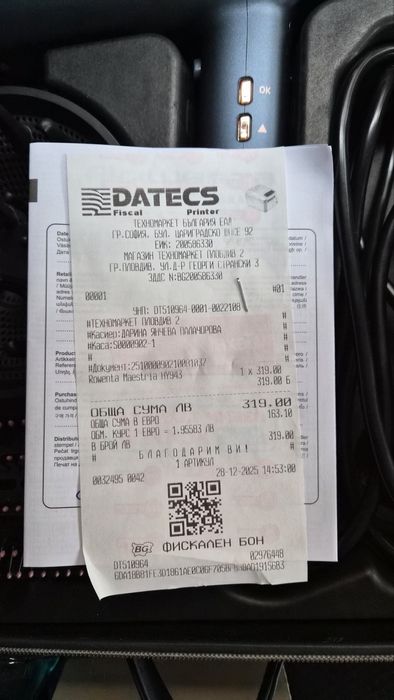 OK
DATECS
Fiscal Printer
ТЕХНОМАРКЕТ БЪЛГАРИЯ ЕАД
ГР.СОФИЯ, БУЛ. ЦАРИГРАДСКО 92
ЕИК: 200586330
МАГАЗИН ТЕХНОМАРКЕТ ПЛОВДИВ 2
ГР.ПЛОВДИВ, УЛ.Д-Р ГЕОРГИ СТРАНСКИ 3
ЗДДС N:BG200586330
00001 #01
УНП: DT510964-0001-0022108
#ТЕХНОМАРКЕТ ПЛОВДИВ 2
#Касиер:ДАРИНА ЯНЧЕВА ПАЛАЧОРОВА
#Каса:S0000902-1
#
#Документ:
1 x 319.00
Rowenta Maestria HY943 319.00 Б
ОБЩА СУМА ЛВ 319.00
ОБЩА СУМА В ЕВРО 163.10
ОБМ. КУРС 1 ЕВРО = 1.95583 ЛВ
В БРОЙ ЛВ 319.00
# БЛАГОДАРИМ ВИ! #
1 АРТИКУЛ
0032495 0042 28-12-2025 14:53:00
BG ФИСКАЛЕН БОН
DT510964 02976448